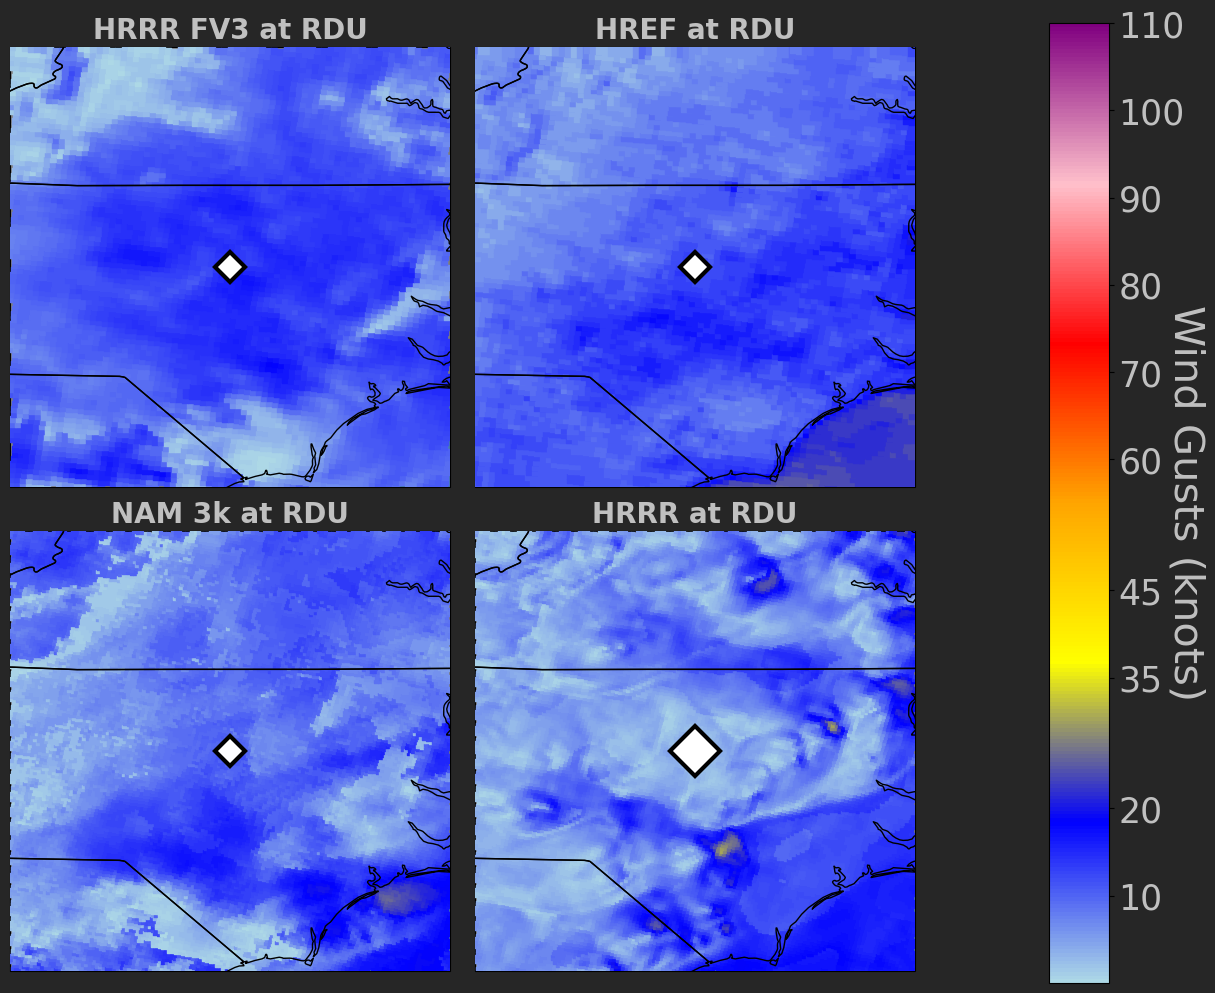 HRRR FV3 at RDU
HREF at RDU
NAM 3k at RDU
HRRR at RDU
110
100
90
80
70
60
45
35
20
10
Wind Gusts (knots)